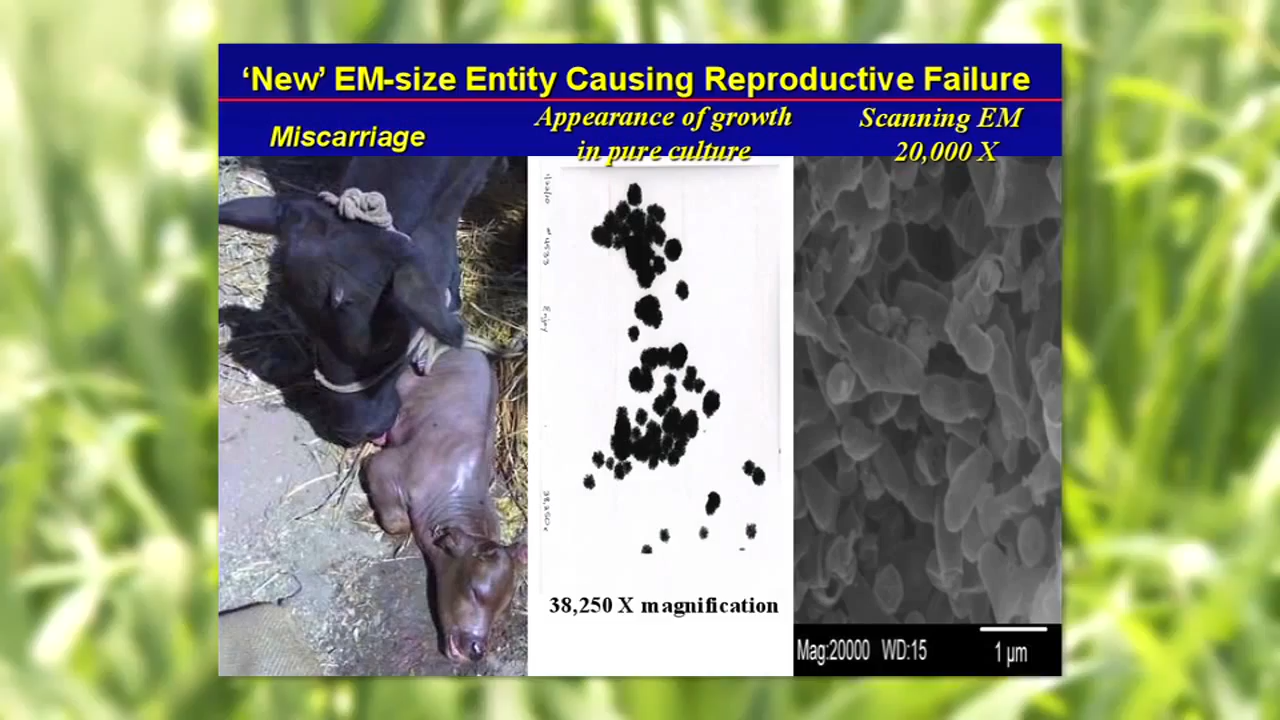 ‘New’ EM-size Entity Causing Reproductive Failure
Miscarriage
Appearance of growth
in pure culture
Scanning EM
20,000 X
38,250 X magnification
Mag:20000 WD:15
1 µm